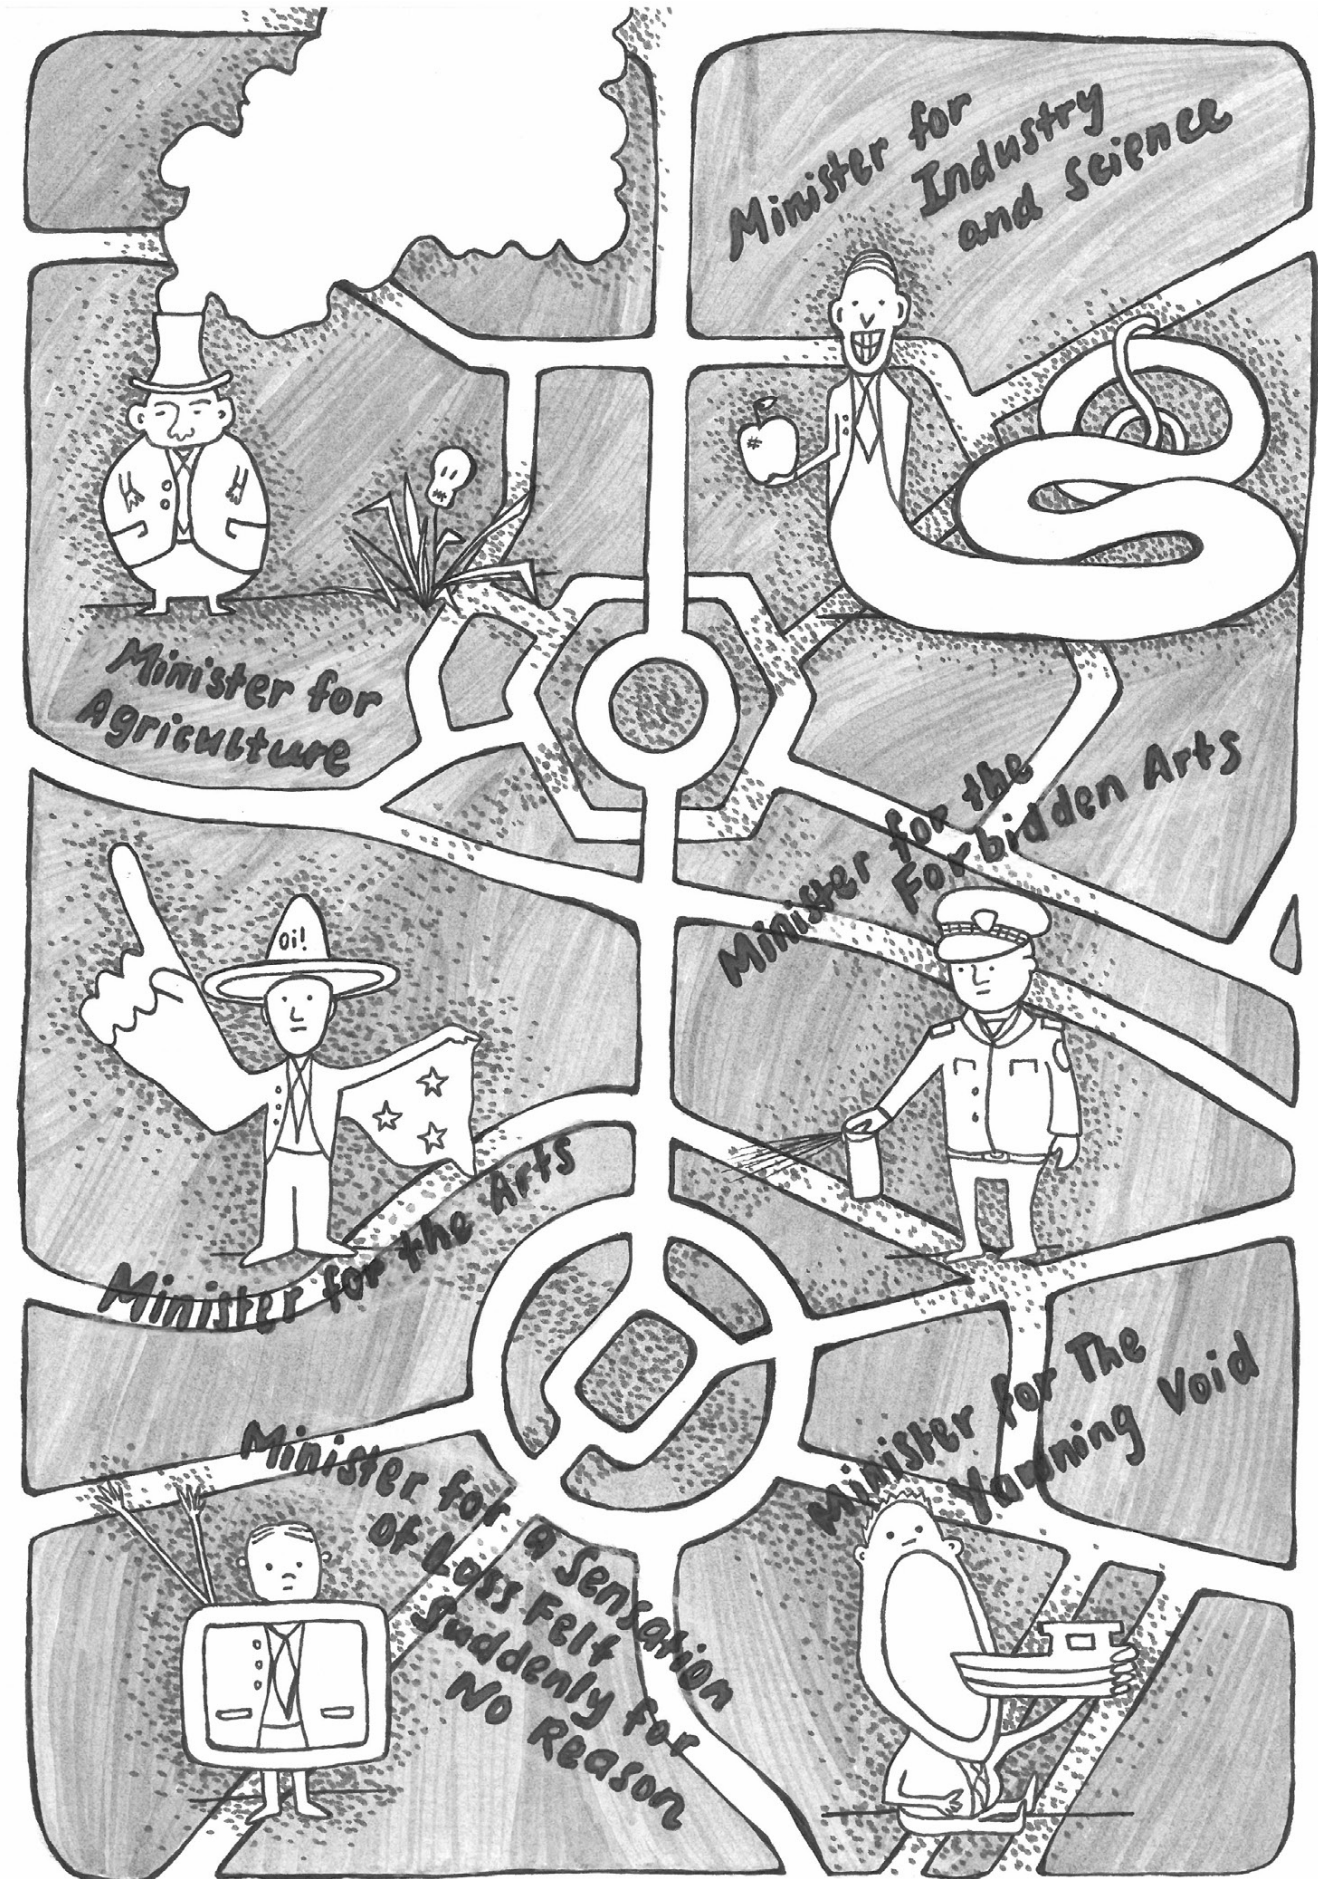 Minister for
Industry
and Science
Minister for
Agriculture
Minister for the
Forbidden Arts
Oi!
Minister for the Arts
Minister for The
Yawning Void
Minister for a Sensation
Of Loss Felt
Suddenly for
No Reason